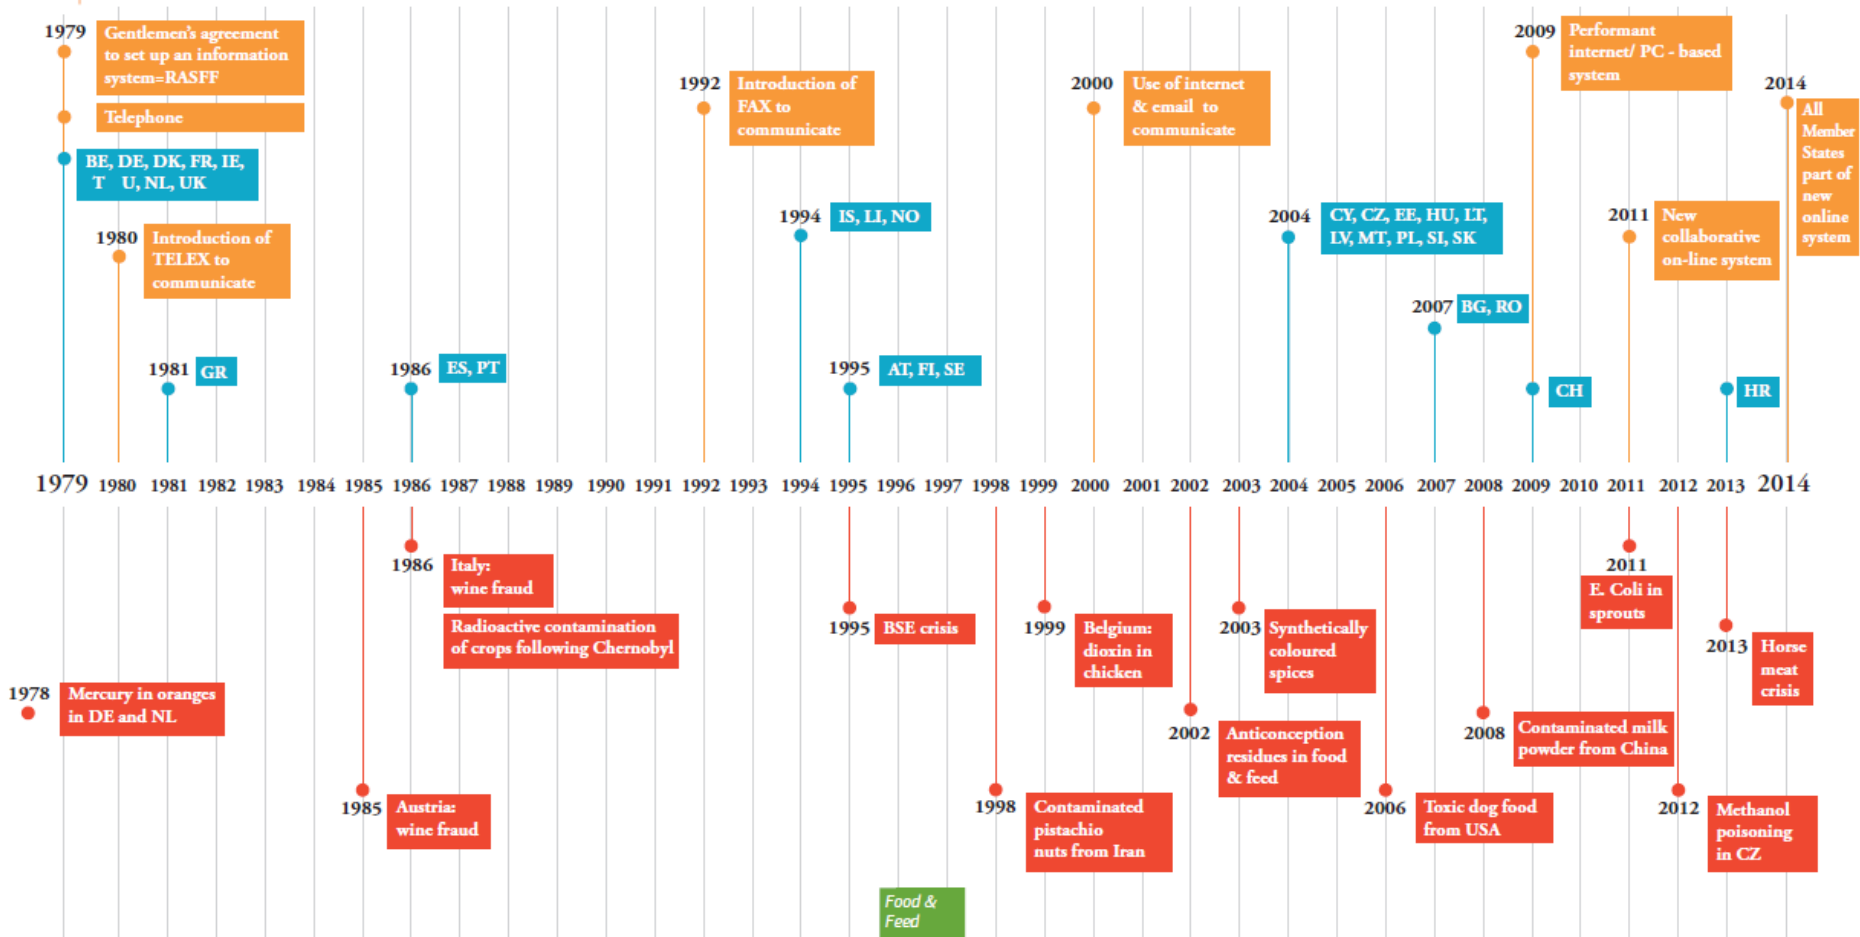 1979
Gentlemen's agreement
to set up an information
system=RASFF
Telephone
BE, DE, DK, FR, IE,
T U, NL, UK
1980
Introduction of
TELEX to
communicate
1981
GR
1986
ES, PT
1992
Introduction of
FAX to
communicate
1994
IS, LI, NO
1995
AT, FI, SE
2000
Use of internet
& email to
communicate
2004
CY, CZ, EE, HU, LT,
LV, MT, PL, SI, SK
2007
BG, RO
2009
Performant
internet/ PC - based
system
CH
2011
New
collaborative
on-line system
HR
2014
All
Member
States
part of
new
online
system
1979 1980 1981 1982 1983 1984 1985 1986 1987 1988 1989 1990 1991 1992 1993 1994 1995 1996 1997 1998 1999 2000 2001 2002 2003 2004 2005 2006 2007 2008 2009 2010 2011 2012 2013 2014
1978
Mercury in oranges
in DE and NL
1985
Austria:
wine fraud
1986
Italy:
wine fraud
Radioactive contamination
of crops following Chernobyl
1995
BSE crisis
1998
Contaminated
pistachio
nuts from Iran
1999
Belgium:
dioxin in
chicken
2002
Anticonception
residues in food
& feed
2003
Synthetically
coloured
spices
2006
Toxic dog food
from USA
2008
Contaminated milk
powder from China
2011
E. Coli in
sprouts
2012
Methanol
poisoning
in CZ
2013
Horse
meat
crisis
Food &
Feed